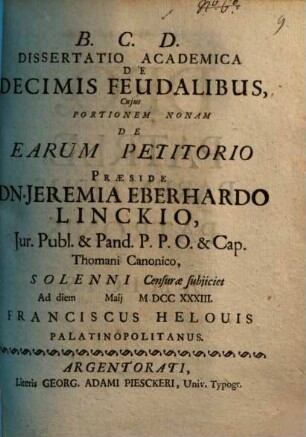 9.
B. C. D.
DISSERTATIO ACADEMICA
DE
DECIMIS FEUDALIBUS,
Cujus
PORTIONEM NONAM
DE
EARUM PETITORIO
PRÆSIDE
DN. JEREMIA EBERHARDO
LINCKIO,
Jur. Publ. & Pand. P. P. O. & Cap.
Thomani Canonico,
SOLENNI Censuræ subjiciet
Ad diem Maij M DCC XXXIII.
FRANCISCUS HELOUIS
PALATINOPOLITANUS.
ARGENTORATI,
Literis GEORG. ADAMI PIESCKERI, Univ. Typogr.